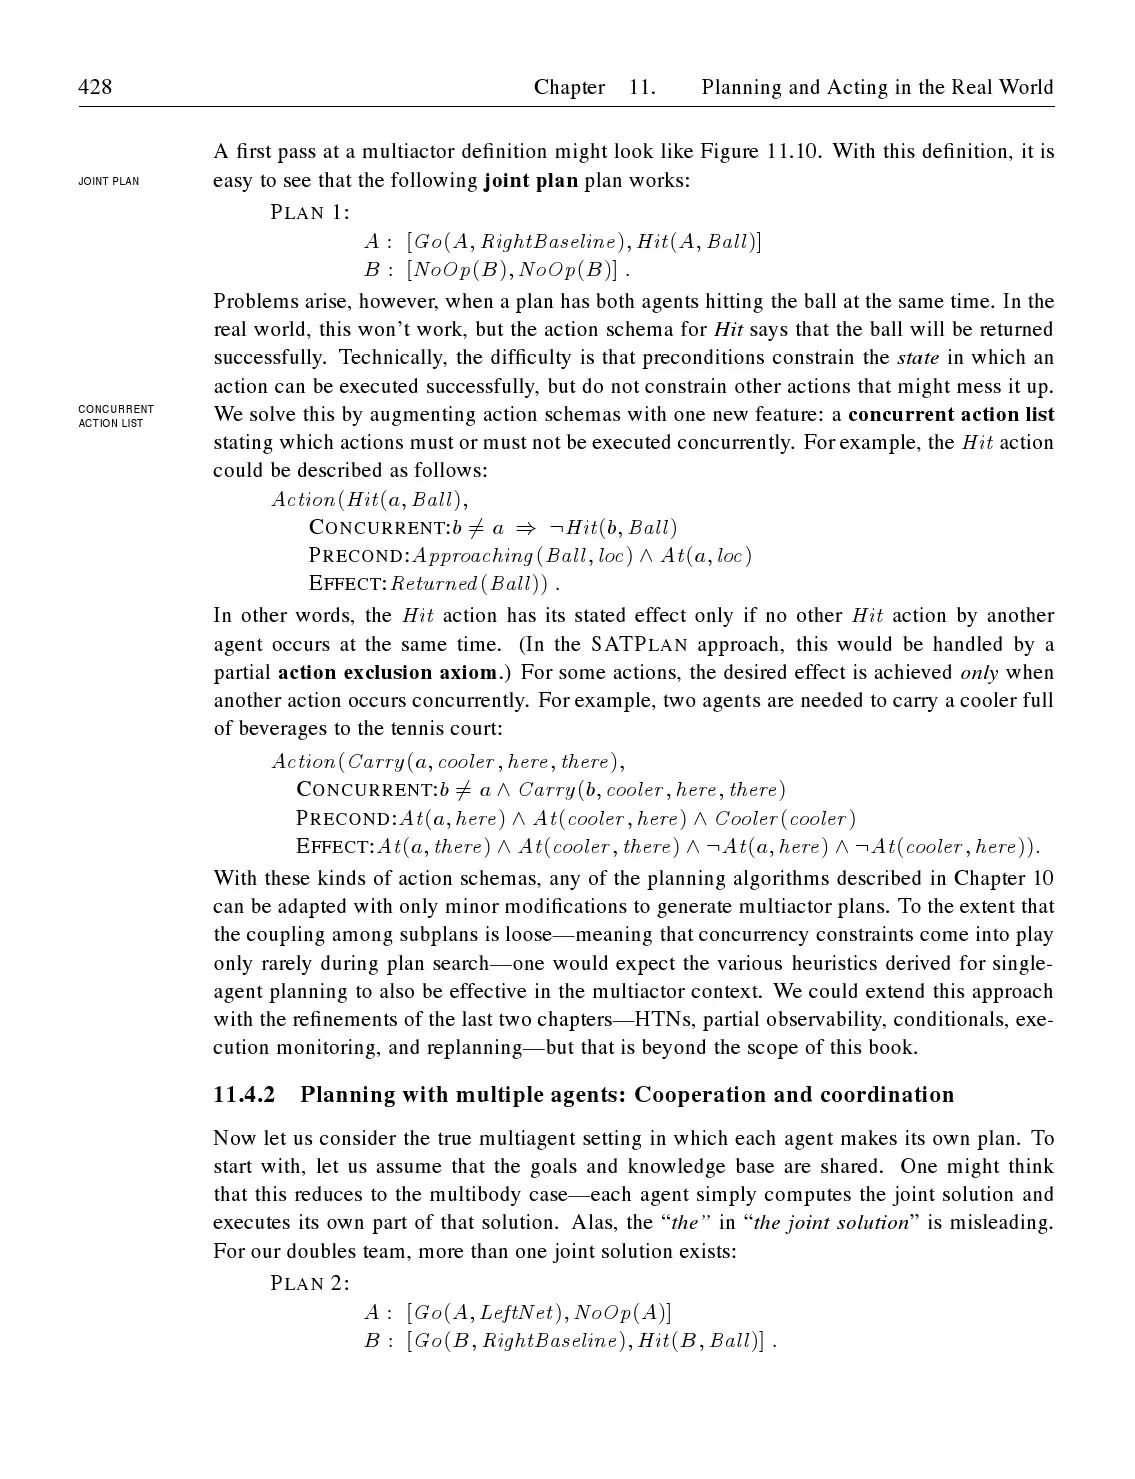 428 Chapter 11. Planning and Acting in the Real World
A first pass at a multiactor definition might look like Figure 11.10. With this definition, it is
JOINT PLAN
easy to see that the following joint plan plan works:
PLAN 1:
A : [Go(A, RightBaseline), Hit(A, Ball)]
B : [NoOp(B), NoOp(B)] .
Problems arise, however, when a plan has both agents hitting the ball at the same time. In the
real world, this won’t work, but the action schema for Hit says that the ball will be returned
successfully. Technically, the difficulty is that preconditions constrain the state in which an
action can be executed successfully, but do not constrain other actions that might mess it up.
CONCURRENT
ACTION LIST
We solve this by augmenting action schemas with one new feature: a concurrent action list
stating which actions must or must not be executed concurrently. For example, the Hit action
could be described as follows:
Action(Hit(a, Ball),
CONCURRENT:b ≠ a ⇒ ¬Hit(b, Ball)
PRECOND:Approaching(Ball, loc) ∧ At(a, loc)
EFFECT:Returned(Ball)) .
In other words, the Hit action has its stated effect only if no other Hit action by another
agent occurs at the same time. (In the SATPLAN approach, this would be handled by a
partial action exclusion axiom.) For some actions, the desired effect is achieved only when
another action occurs concurrently. For example, two agents are needed to carry a cooler full
of beverages to the tennis court:
Action(Carry(a, cooler, here, there),
CONCURRENT:b ≠ a ∧ Carry(b, cooler, here, there)
PRECOND:At(a, here) ∧ At(cooler, here) ∧ Cooler(cooler)
EFFECT:At(a, there) ∧ At(cooler, there) ∧ ¬At(a, here) ∧ ¬At(cooler, here)).
With these kinds of action schemas, any of the planning algorithms described in Chapter 10
can be adapted with only minor modifications to generate multiactor plans. To the extent that
the coupling among subplans is loose—meaning that concurrency constraints come into play
only rarely during plan search—one would expect the various heuristics derived for single-
agent planning to also be effective in the multiactor context. We could extend this approach
with the refinements of the last two chapters—HTNs, partial observability, conditionals, exe-
cution monitoring, and replanning—but that is beyond the scope of this book.
11.4.2 Planning with multiple agents: Cooperation and coordination
Now let us consider the true multiagent setting in which each agent makes its own plan. To
start with, let us assume that the goals and knowledge base are shared. One might think
that this reduces to the multibody case—each agent simply computes the joint solution and
executes its own part of that solution. Alas, the “the” in “the joint solution” is misleading.
For our doubles team, more than one joint solution exists:
PLAN 2:
A : [Go(A, LeftNet), NoOp(A)]
B : [Go(B, RightBaseline), Hit(B, Ball)] .